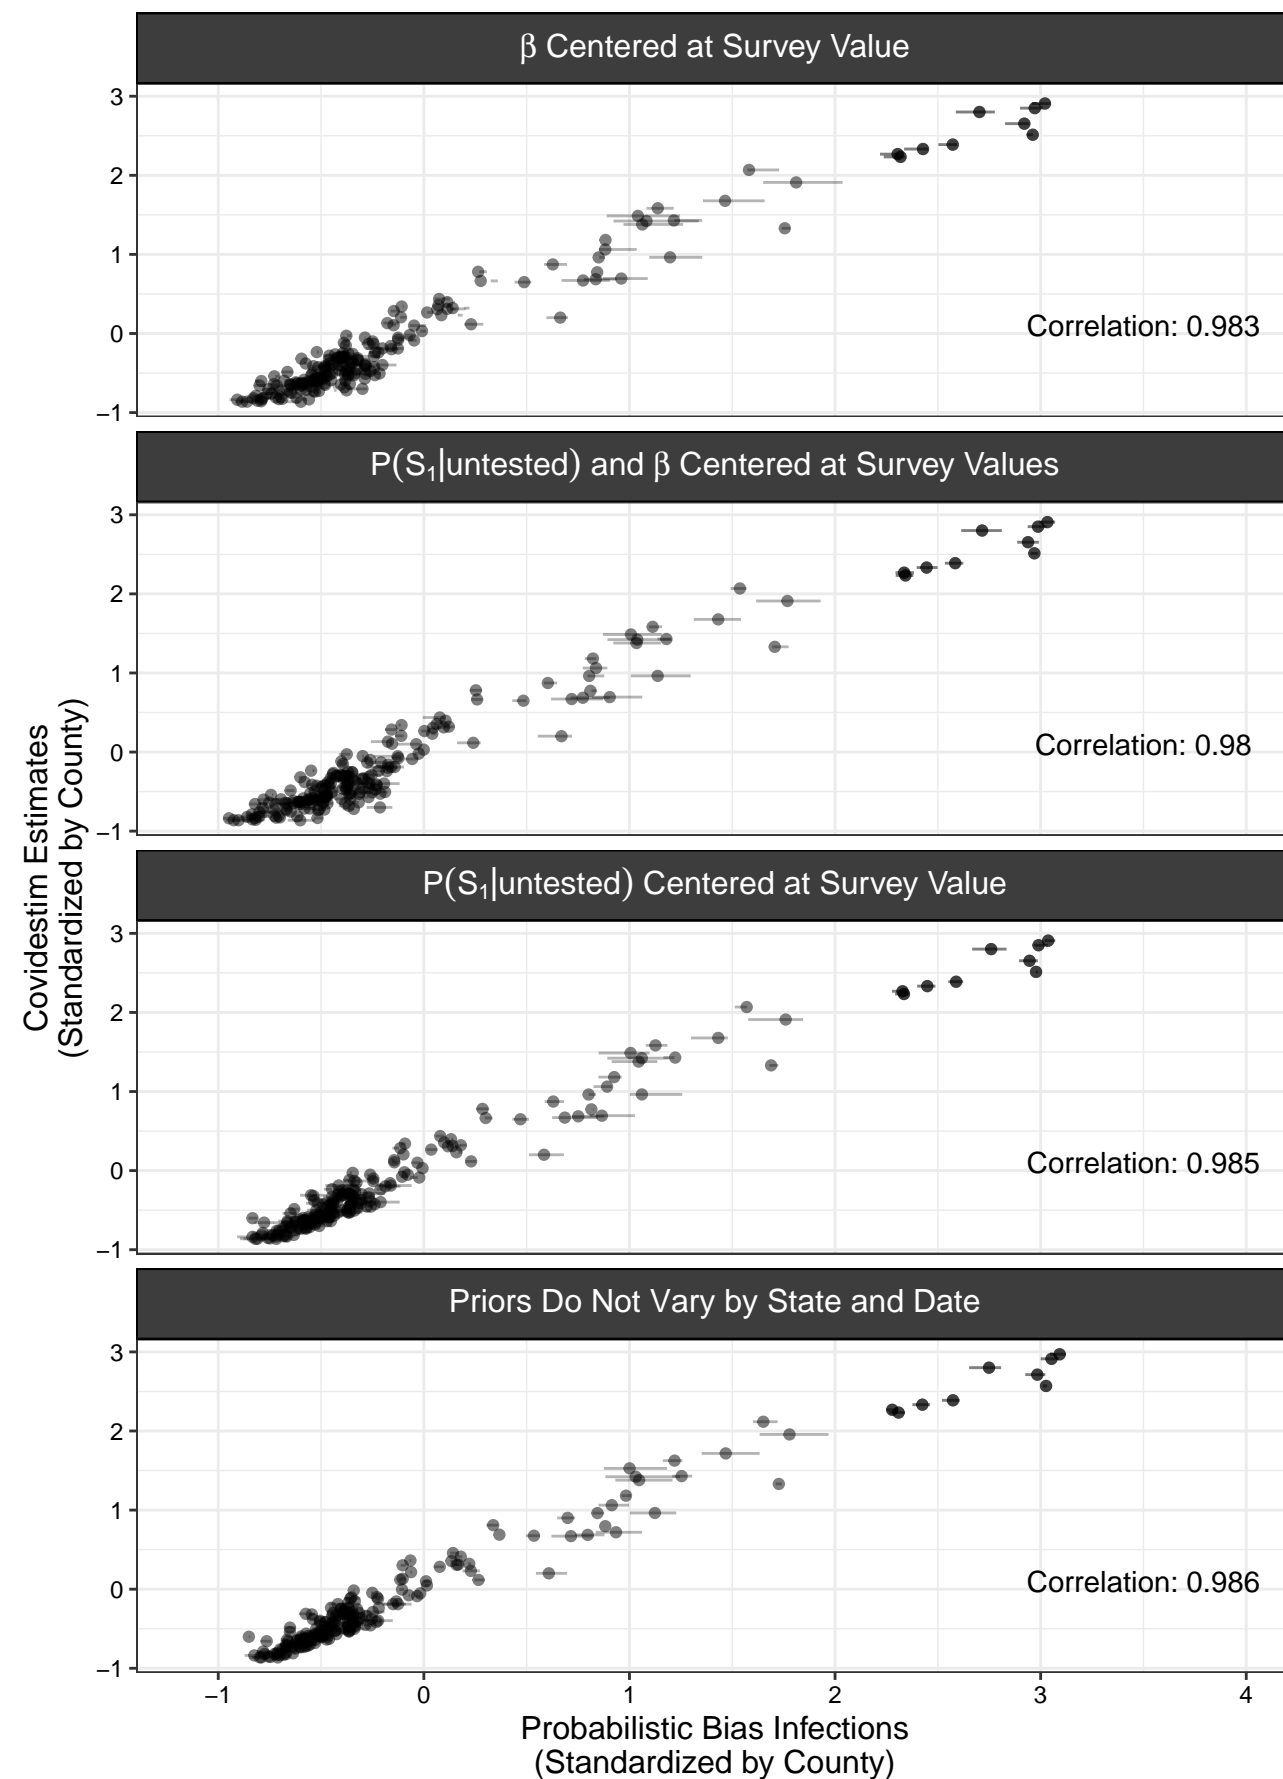 β Centered at Survey Value
3
2
1
0
−1
Correlation: 0.983
P(S₁|untested) and β Centered at Survey Values
3
2
1
0
−1
Correlation: 0.98
P(S₁|untested) Centered at Survey Value
3
2
1
0
−1
Correlation: 0.985
Priors Do Not Vary by State and Date
3
2
1
0
−1
Correlation: 0.986
−1 0 1 2 3 4
Probabilistic Bias Infections
(Standardized by County)
Covidestim Estimates
(Standardized by County)